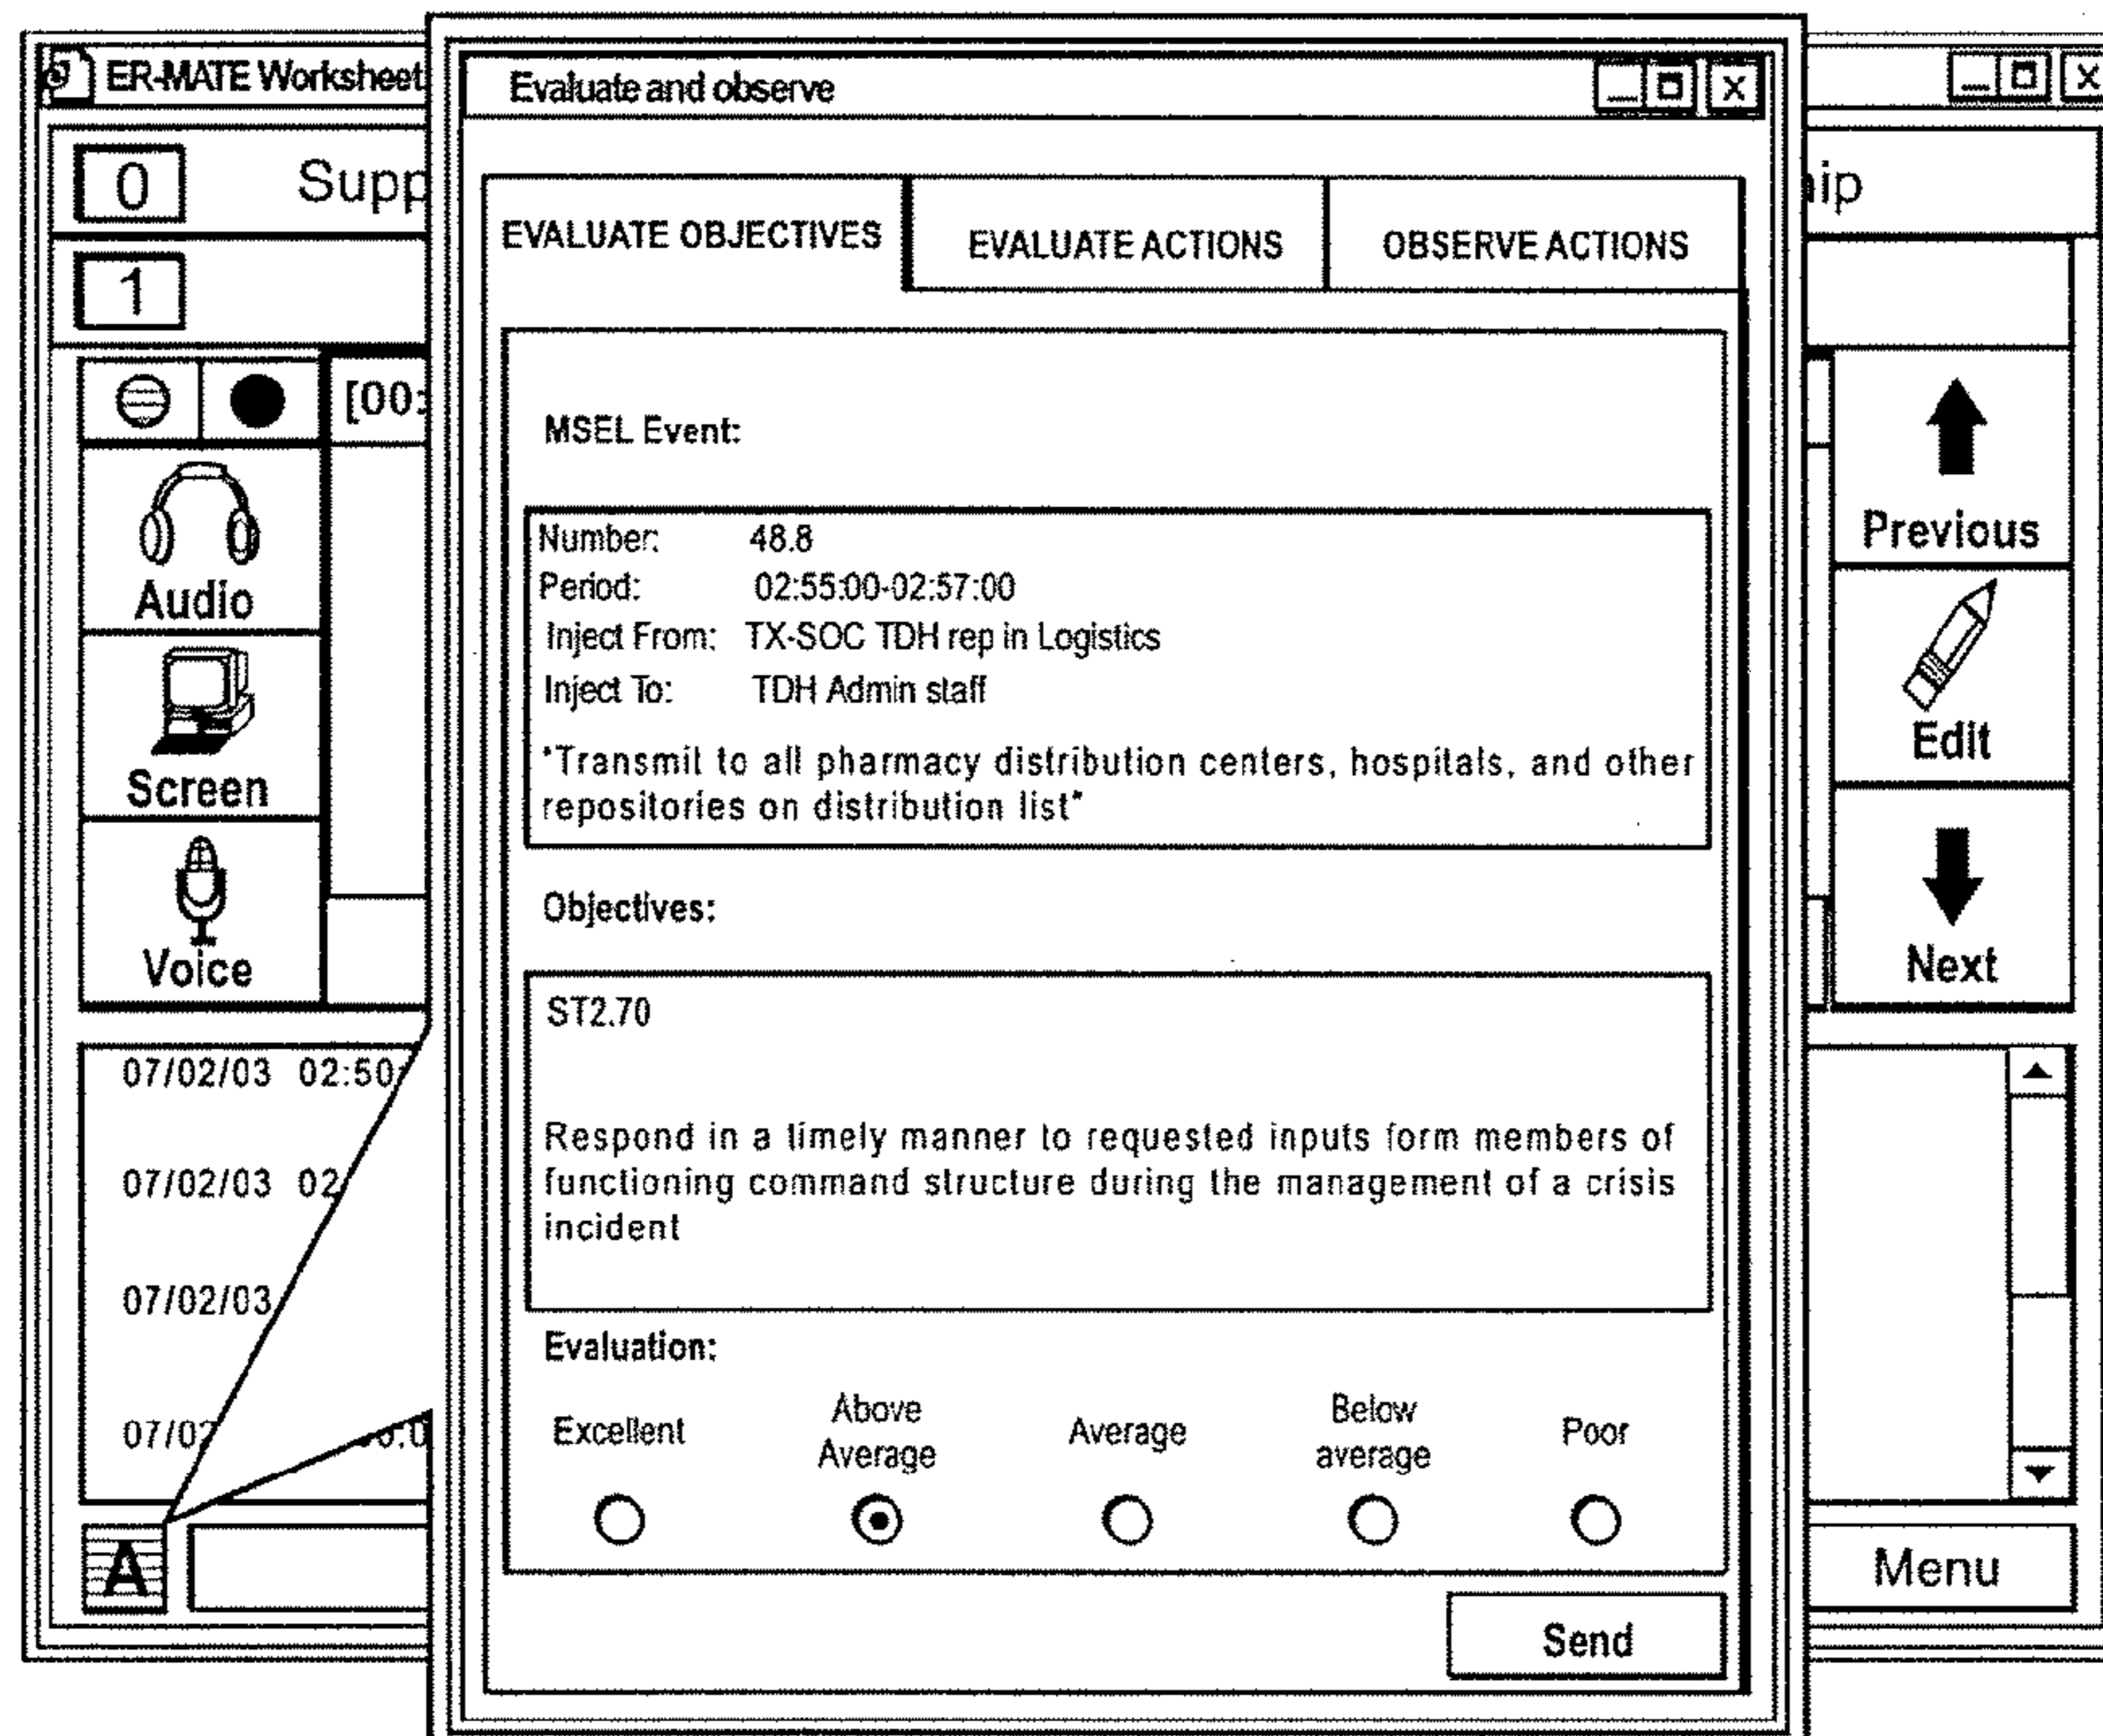 ER-MATE Worksheet
Evaluate and observe
0
1
EVALUATE OBJECTIVES
EVALUATE ACTIONS
OBSERVE ACTIONS
MSEL Event:
Number: 48.8
Period: 02:55:00-02:57:00
Inject From: TX-SOC TDH rep in Logistics
Inject To: TDH Admin staff
"Transmit to all pharmacy distribution centers, hospitals, and other
repositories on distribution list"
Objectives:
ST2.70
Respond in a timely manner to requested inputs form members of
functioning command structure during the management of a crisis
incident
Evaluation:
Excellent
Above
Average
Average
Below
average
Poor
Send
Audio
Screen
Voice
Previous
Edit
Next
07/02/03 02:50
07/02/03 02
07/02/03
07/02
A
Menu